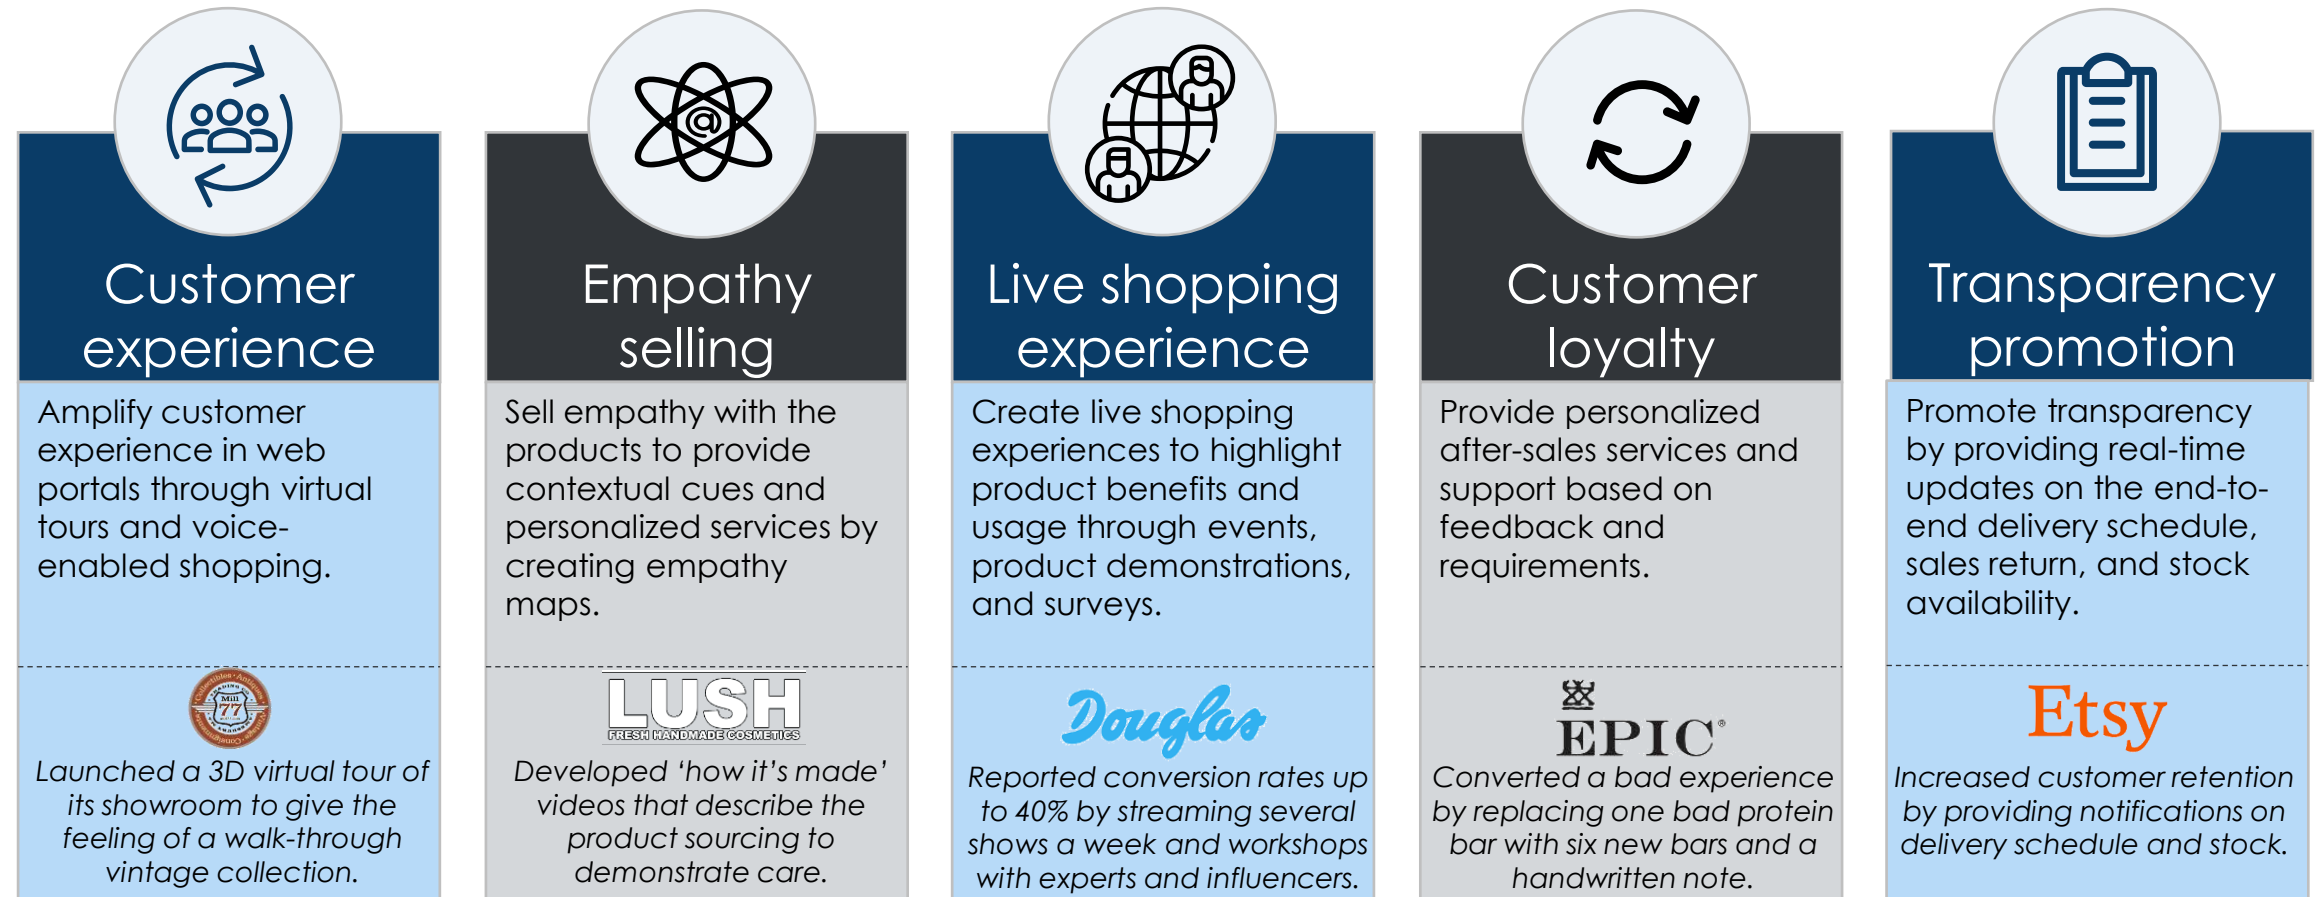 Customer
experience
Amplify customer
experience in web
portals through virtual
tours and voice-
enabled shopping.
Mill
77
Launched a 3D virtual tour of
its showroom to give the
feeling of a walk-through
vintage collection.
Empathy
selling
@
Sell empathy with the
products to provide
contextual cues and
personalized services by
creating empathy
maps.
LUSH
FRESH HANDMADE COSMETICS
Developed ‘how it’s made’
videos that describe the
product sourcing to
demonstrate care.
Live shopping
experience
Create live shopping
experiences to highlight
product benefits and
usage through events,
product demonstrations,
and surveys.
Douglas
Reported conversion rates up
to 40% by streaming several
shows a week and workshops
with experts and influencers.
Customer
loyalty
Provide personalized
after-sales services and
support based on
feedback and
requirements.
EPIC®
Converted a bad experience
by replacing one bad protein
bar with six new bars and a
handwritten note.
Transparency
promotion
Promote transparency
by providing real-time
updates on the end-to-
end delivery schedule,
sales return, and stock
availability.
Etsy
Increased customer retention
by providing notifications on
delivery schedule and stock.